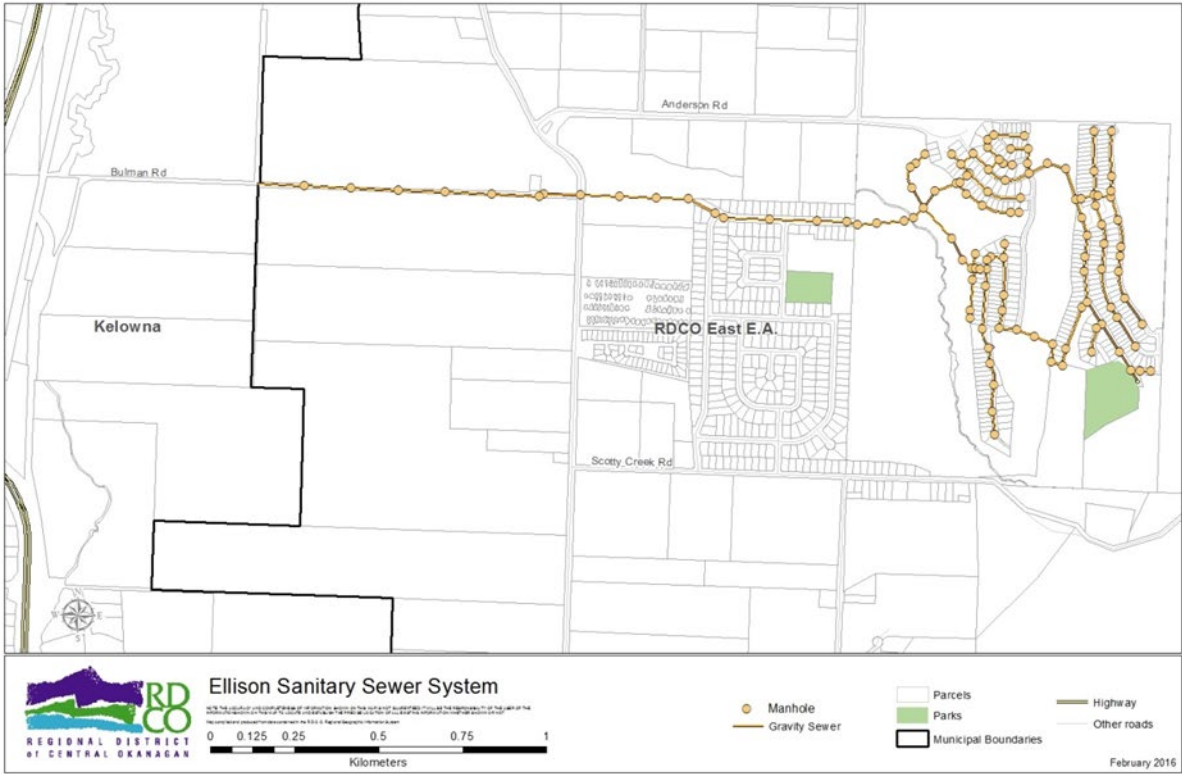 Anderson Rd
Bulman Rd
Kelowna
RDCO East E.A.
Scotty Creek Rd
E
S
RD
CO
REGIONAL DISTRICT
of CENTRAL OKANAGAN
Ellison Sanitary Sewer System
0 0.125 0.25 0.5 0.75 1
Kilometers
Manhole
Gravity Sewer
Parcels
Parks
Municipal Boundaries
Highway
Other roads
February 2016